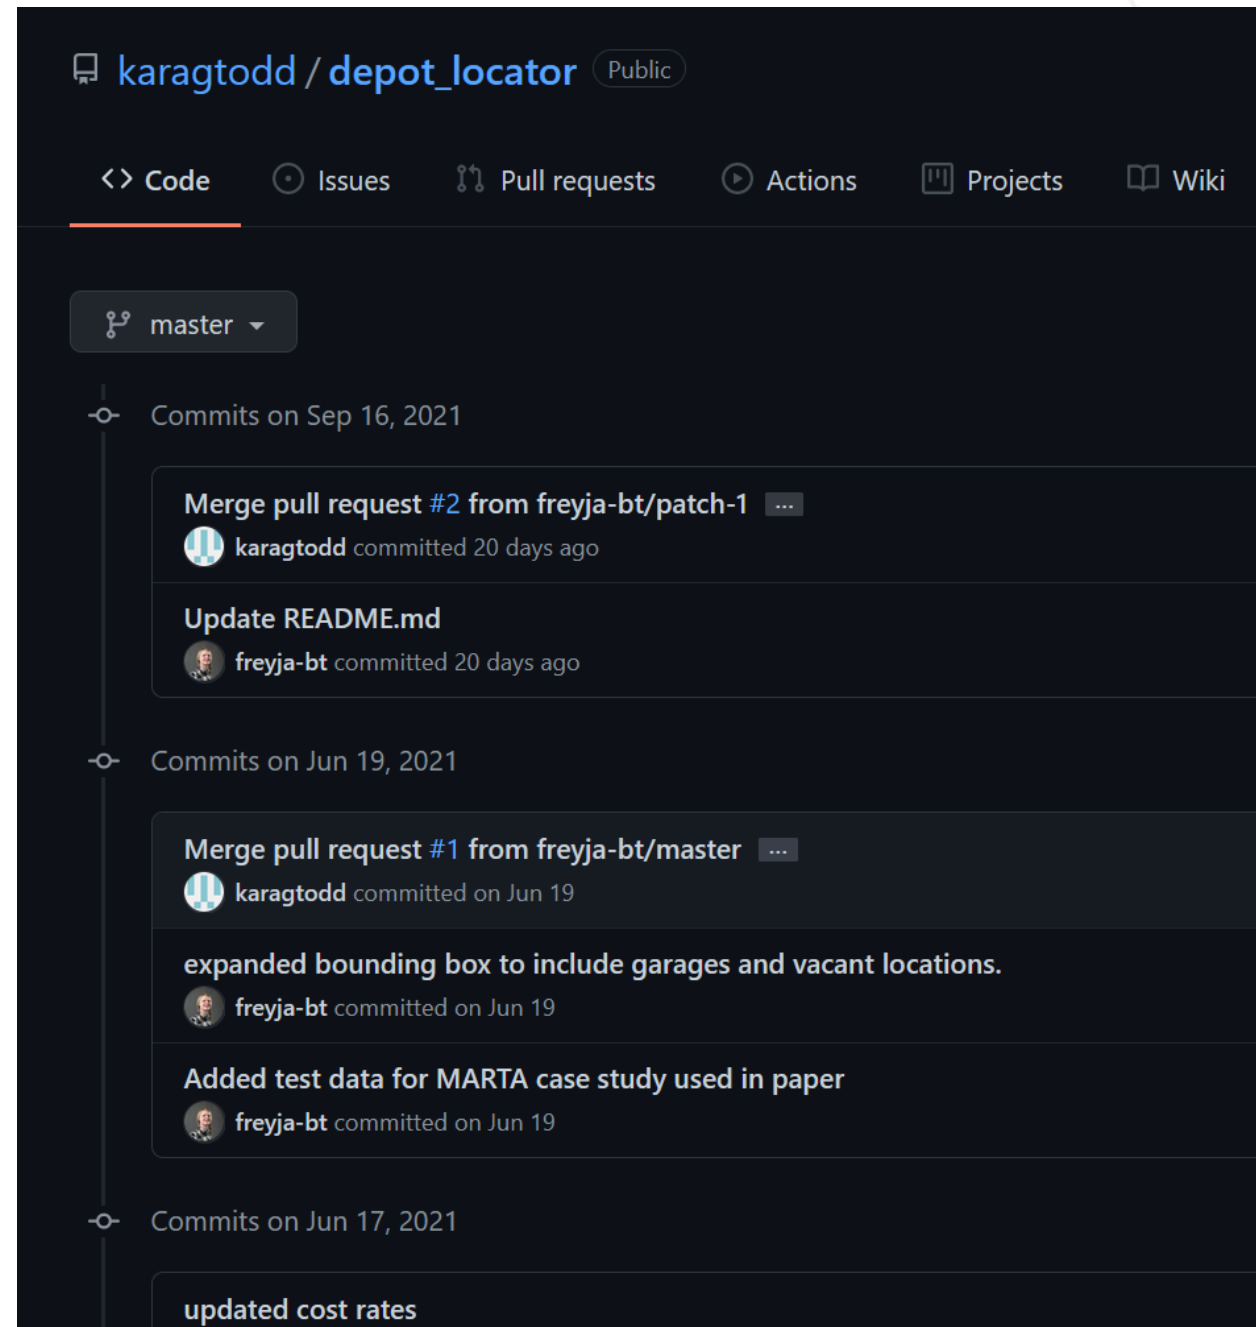 karagtodd / depot_locator Public
Code Issues Pull requests Actions Projects Wiki
master
Commits on Sep 16, 2021
Merge pull request #2 from freyja-bt/patch-1 ...
karagtodd committed 20 days ago
Update README.md
freyja-bt committed 20 days ago
Commits on Jun 19, 2021
Merge pull request #1 from freyja-bt/master ...
karagtodd committed on Jun 19
expanded bounding box to include garages and vacant locations.
freyja-bt committed on Jun 19
Added test data for MARTA case study used in paper
freyja-bt committed on Jun 19
Commits on Jun 17, 2021
updated cost rates